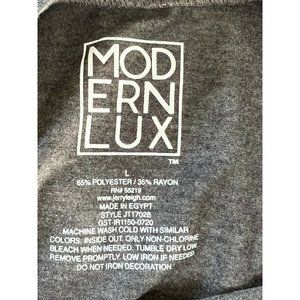 MOD
ERN
LUX
TM
L
65% POLYESTER / 35% RAYON
RN# 55219
www.jerryleigh.com
MADE IN EGYPT
STYLE JT17028
GST-IR1150-0720
MACHINE WASH COLD WITH SIMILAR
COLORS, INSIDE OUT. ONLY NON-CHLORINE
BLEACH WHEN NEEDED. TUMBLE DRY LOW.
REMOVE PROMPTLY. LOW IRON IF NEEDED.
DO NOT IRON DECORATION